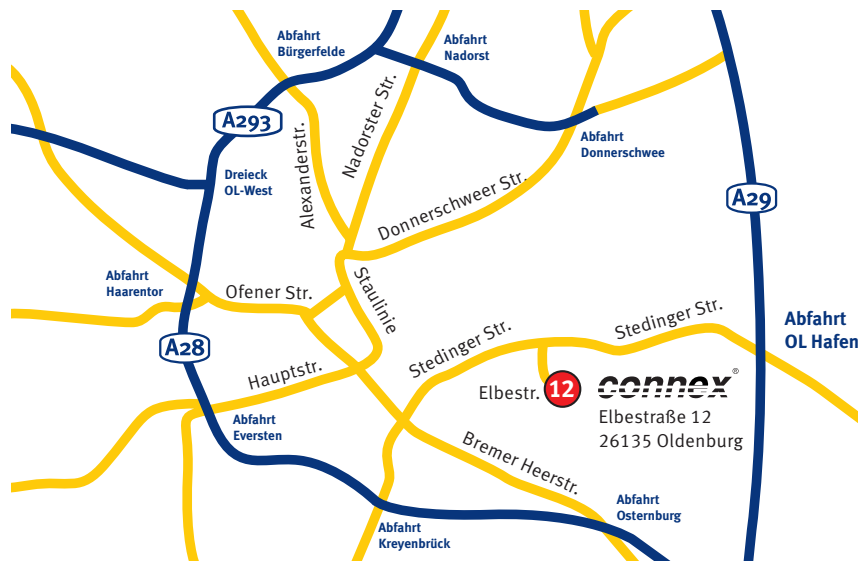 Abfahrt
Bürgerfelde
Abfahrt
Nadorst
A293
Nadorster Str.
Alexanderstr.
Abfahrt
Donnerschwee
Dreieck
OL-West
Donnerschweer Str.
A29
Abfahrt
Haarentor
Ofener Str.
Staulinie
Stedinger Str.
Stedinger Str.
Abfahrt
OL Hafen
A28
Hauptstr.
Elbestr.
12
connex®
Elbestraße 12
26135 Oldenburg
Abfahrt
Eversten
Bremer Heerstr.
Abfahrt
Osternburg
Abfahrt
Kreyenbrück